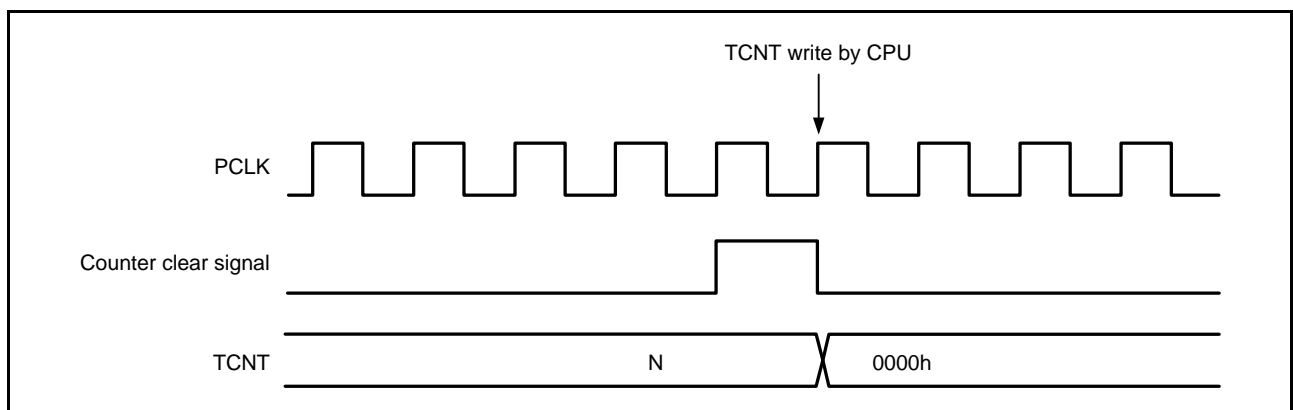 TCNT write by CPU
PCLK
Counter clear signal
TCNT
N
0000h